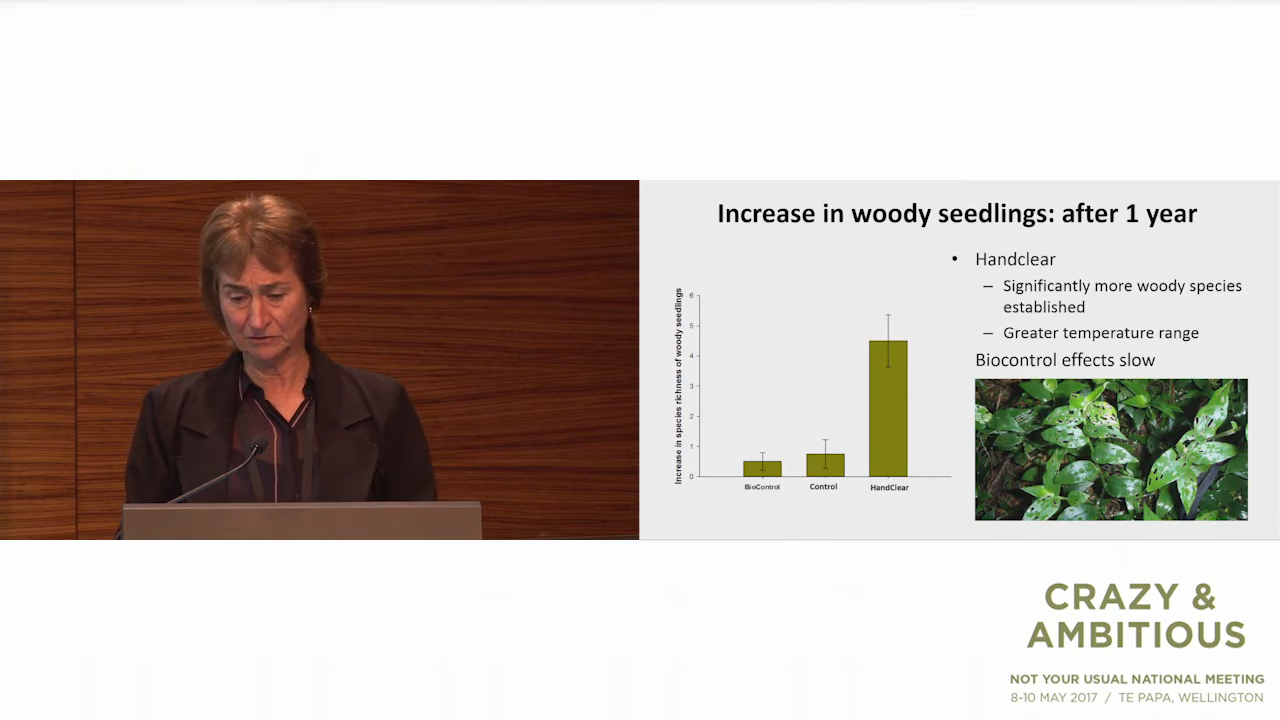 Increase in woody seedlings: after 1 year
• Handclear
– Significantly more woody species
established
– Greater temperature range
Biocontrol effects slow
Increase in species richness of woody seedlings
6
5
4
3
2
1
0
BioControl Control HandClear
CRAZY &
AMBITIOUS
NOT YOUR USUAL NATIONAL MEETING
8-10 MAY 2017 / TE PAPA, WELLINGTON